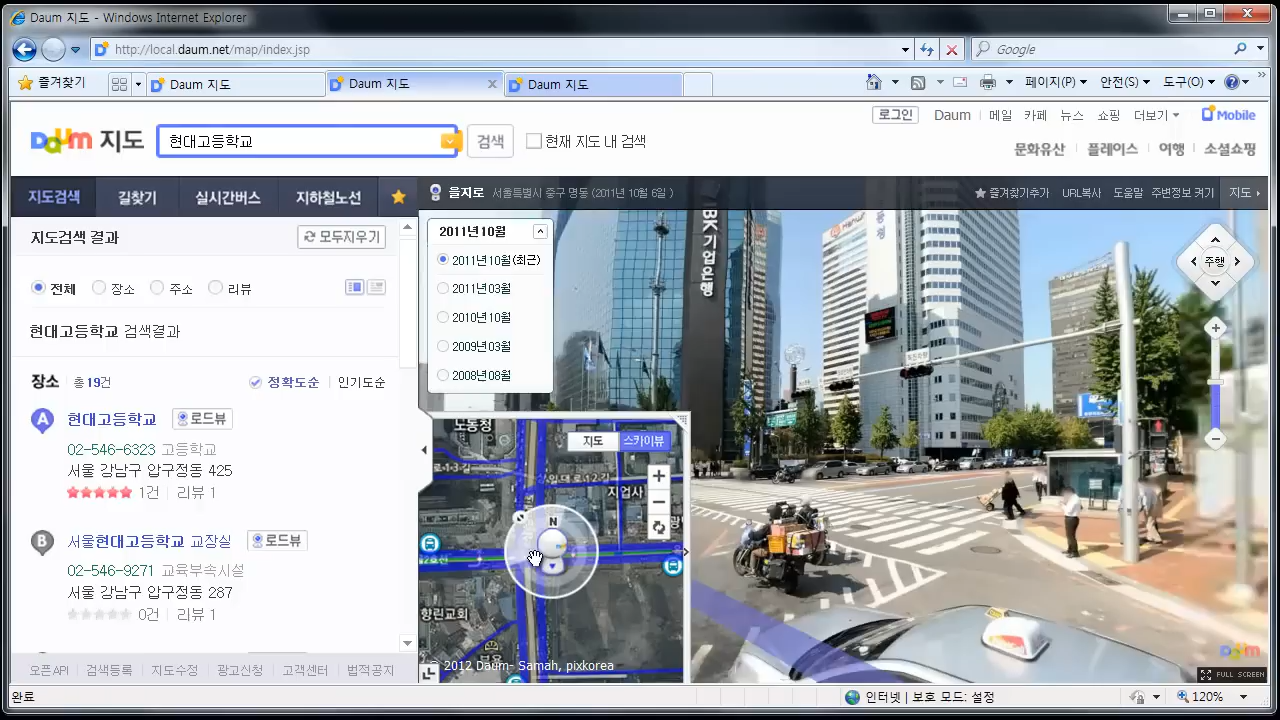 Daum 지도 - Windows Internet Explorer
http://local.daum.net/map/index.jsp
Google
즐겨찾기
Daum 지도
Daum 지도
Daum 지도
페이지(P)
안전(S)
도구(O)
로그인
Daum
메일
카페
뉴스
쇼핑
더보기
Mobile
Daum 지도
현대고등학교
검색
현재 지도 내 검색
문화유산
플레이스
여행
소셜쇼핑
지도검색
길찾기
실시간버스
지하철노선
을지로
서울특별시 중구 명동 (2011년 10월 6일 )
즐겨찾기추가
URL복사
도움말
주변정보 켜기
지도
지도검색 결과
모두지우기
전체
장소
주소
리뷰
현대고등학교 검색결과
장소
총 19건
정확도순
인기도순
A 현대고등학교
로드뷰
02-546-6323 고등학교
서울 강남구 압구정동 425
1건
리뷰 1
B 서울현대고등학교 교장실
로드뷰
02-546-9271 교육부속시설
서울 강남구 압구정동 287
0건
리뷰 1
오픈API
검색등록
지도수정
광고신청
고객센터
법적공지
2011년10월
2011년10월(최근)
2011년03월
2010년10월
2009년03월
2008년08월
IBK기업은행
주행
노동청
지도
스카이뷰
지업사
N
향린교회
© 2012 Daum- Samah, pixkorea
Daum
FULL SCREEN
완료
인터넷 | 보호 모드: 설정
120%